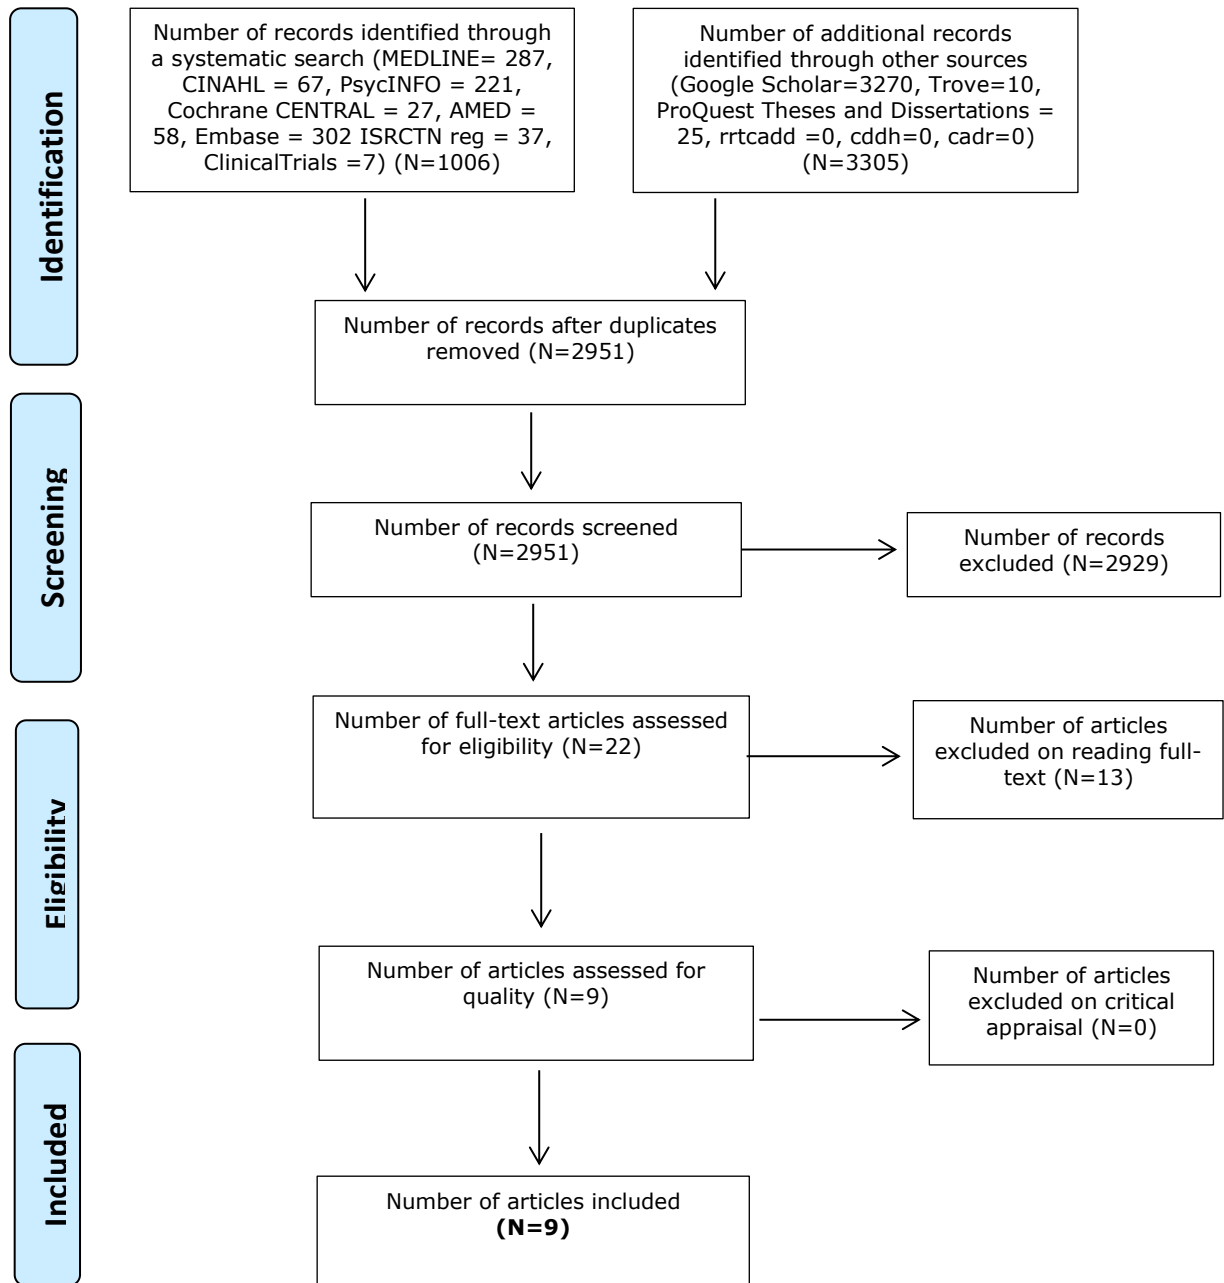 Identification
Number of records identified through
a systematic search (MEDLINE= 287,
CINAHL = 67, PsycINFO = 221,
Cochrane CENTRAL = 27, AMED =
58, Embase = 302 ISRCTN reg = 37,
ClinicalTrials =7) (N=1006)
Number of additional records
identified through other sources
(Google Scholar=3270, Trove=10,
ProQuest Theses and Dissertations =
25, rrtcadd =0, cddh=0, cadr=0)
(N=3305)
Number of records after duplicates
removed (N=2951)
Screening
Number of records screened
(N=2951)
Number of records
excluded (N=2929)
Eligibility
Number of full-text articles assessed
for eligibility (N=22)
Number of articles
excluded on reading full-
text (N=13)
Number of articles assessed for
quality (N=9)
Number of articles
excluded on critical
appraisal (N=0)
Included
Number of articles included
(N=9)